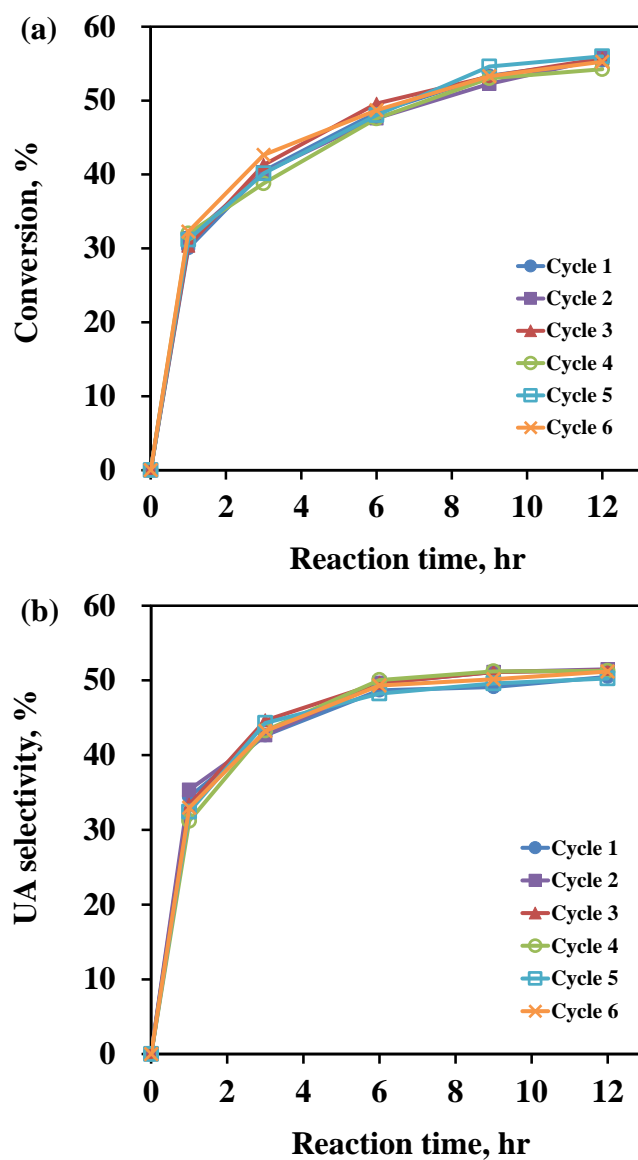 (a)
60
50
40
30
20
10
0
Conversion, %
Cycle 1
Cycle 2
Cycle 3
Cycle 4
Cycle 5
Cycle 6
0 2 4 6 8 10 12
Reaction time, hr
(b)
60
50
40
30
20
10
0
UA selectivity, %
Cycle 1
Cycle 2
Cycle 3
Cycle 4
Cycle 5
Cycle 6
0 2 4 6 8 10 12
Reaction time, hr